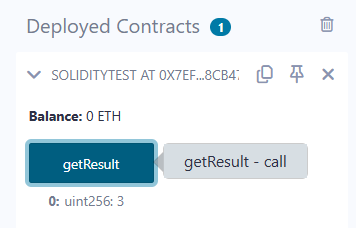 Deployed Contracts 1
SOLIDITYTEST AT 0X7EF...8CB47
Balance: 0 ETH
getResult
getResult - call
0: uint256: 3